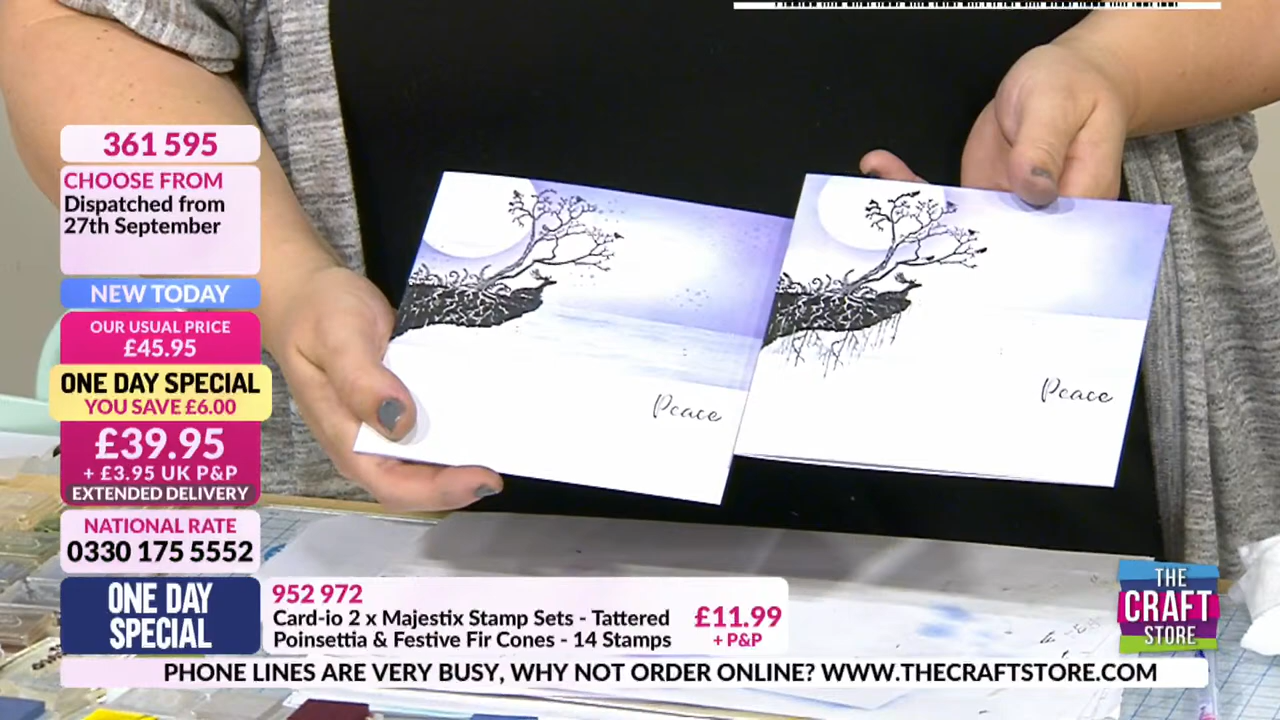 361 595
CHOOSE FROM
Dispatched from
27th September
NEW TODAY
OUR USUAL PRICE
£45.95
ONE DAY SPECIAL
YOU SAVE £6.00
£39.95
+ £3.95 UK P&P
EXTENDED DELIVERY
NATIONAL RATE
0330 175 5552
Peace
Peace
ONE DAY
SPECIAL
952 972
Card-io 2 x Majestix Stamp Sets - Tattered
Poinsettia & Festive Fir Cones - 14 Stamps
£11.99
+ P&P
THE
CRAFT
STORE
PHONE LINES ARE VERY BUSY, WHY NOT ORDER ONLINE? WWW.THECRAFTSTORE.COM